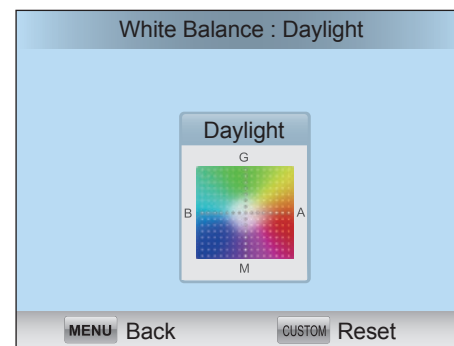 White Balance : Daylight
Daylight
G
B A
M
MENU Back CUSTOM Reset